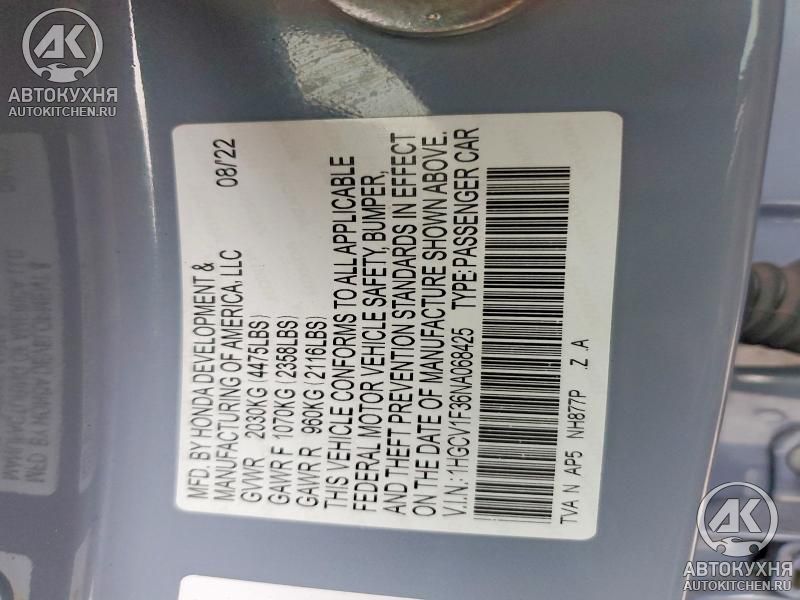 AK
АВТОКУХНЯ
AUTOKITCHEN.RU
MFD. BY HONDA DEVELOPMENT &
MANUFACTURING OF AMERICA, LLC 08/'22
GVWR 2030KG (4475LBS)
GAWR F 1070KG (2358LBS)
GAWR R 960KG (2116LBS)
THIS VEHICLE CONFORMS TO ALL APPLICABLE
FEDERAL MOTOR VEHICLE SAFETY, BUMPER,
AND THEFT PREVENTION STANDARDS IN EFFECT
ON THE DATE OF MANUFACTURE SHOWN ABOVE.
V.I.N.: 1HGCV1F36NA068425 TYPE:PASSENGER CAR
TVA N AP5 NH877P Z .A
AK
АВТОКУХНЯ
AUTOKITCHEN.RU